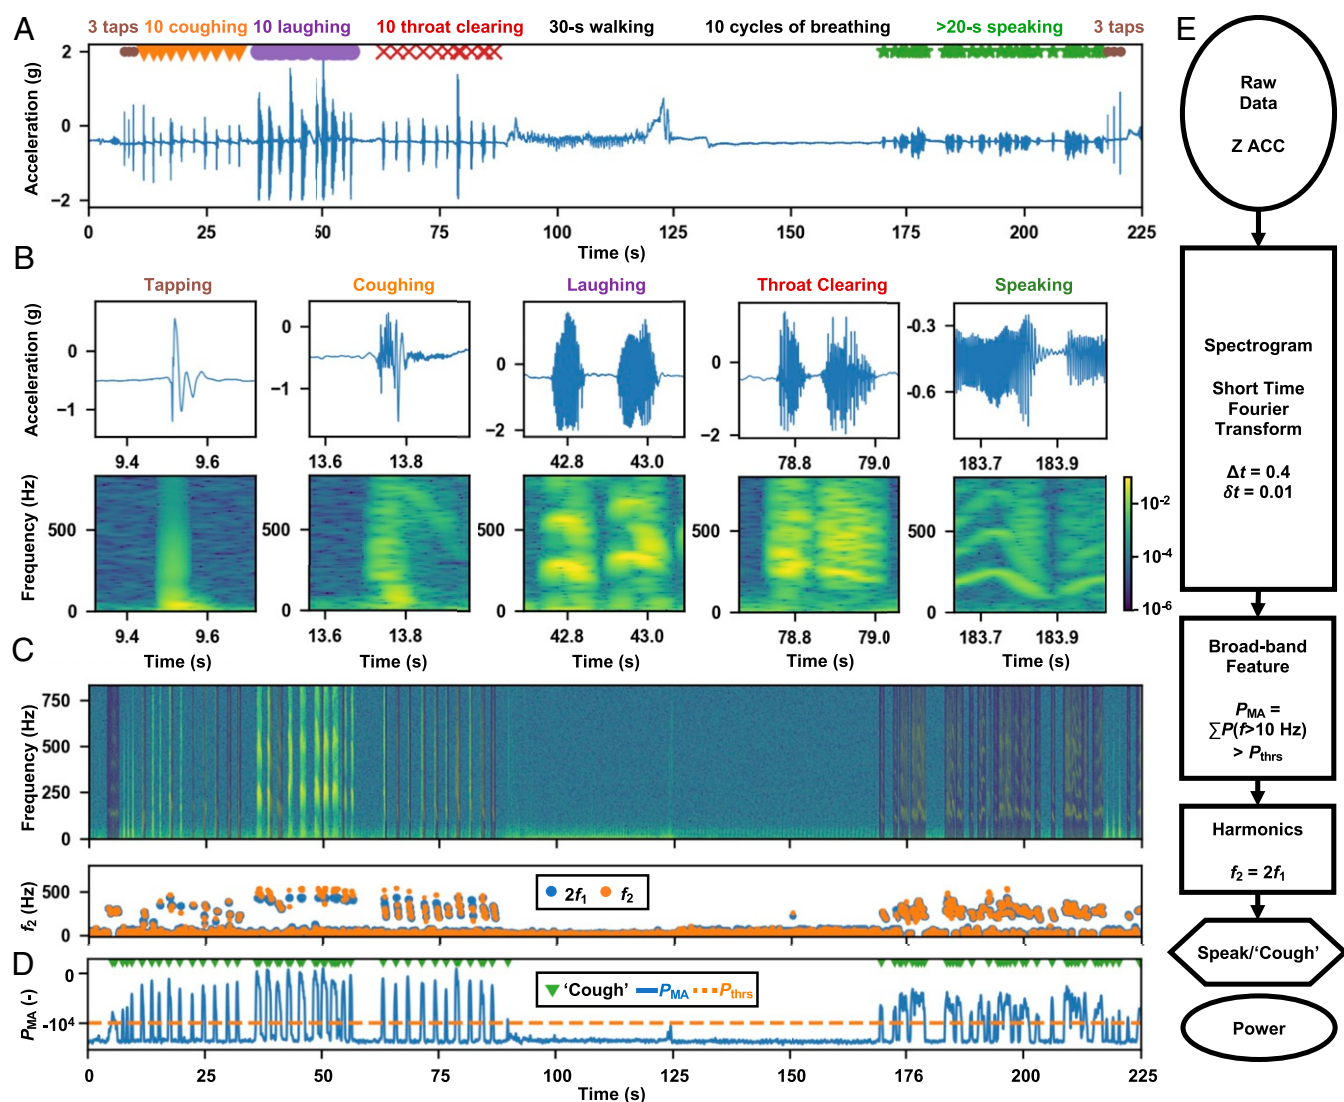 A
3 taps 10 coughing 10 laughing 10 throat clearing 30-s walking 10 cycles of breathing >20-s speaking 3 taps
Acceleration (g)
2
0
−2
0 25 50 75 100 125 150 175 200 225
Time (s)
B
Tapping Coughing Laughing Throat Clearing Speaking
Acceleration (g)
0
−1
0
−1
0
−2
0
−2
-0.3
-0.6
9.4 9.6 13.6 13.8 42.8 43.0 78.8 79.0 183.7 183.9
Frequency (Hz)
500
0
500
0
500
0
500
0
500
0
10-2
10-4
10-6
9.4 9.6 13.6 13.8 42.8 43.0 78.8 79.0 183.7 183.9
Time (s) Time (s) Time (s) Time (s) Time (s)
C
Frequency (Hz)
750
500
250
0
f2 (Hz)
500
0
2f1 f2
D
PMA (-)
0
-10⁴
'Cough' PMA Pthrs
0 25 50 75 100 125 150 176 200 225
Time (s)
E
Raw
Data
Z ACC
Spectrogram
Short Time
Fourier
Transform
Δt = 0.4
δt = 0.01
Broad-band
Feature
PMA =
∑P(f>10 Hz)
> Pthrs
Harmonics
f2 = 2f1
Speak/'Cough'
Power